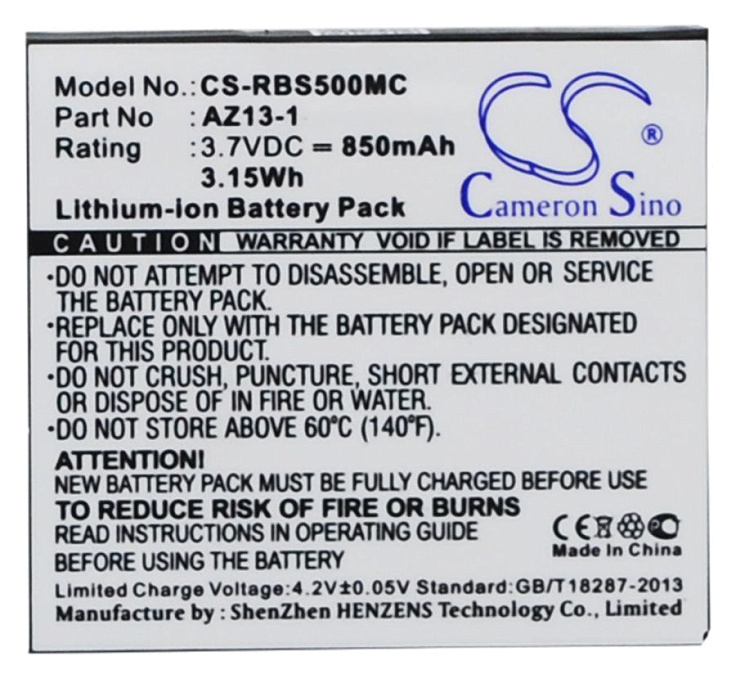 Model No.:CS-RBS500MC
Part No :AZ13-1
Rating :3.7VDC = 850mAh
3.15Wh
Lithium-ion Battery Pack
CS ®
Cameron Sino
CAUTION WARRANTY VOID IF LABEL IS REMOVED
·DO NOT ATTEMPT TO DISASSEMBLE, OPEN OR SERVICE
THE BATTERY PACK.
·REPLACE ONLY WITH THE BATTERY PACK DESIGNATED
FOR THIS PRODUCT.
·DO NOT CRUSH, PUNCTURE, SHORT EXTERNAL CONTACTS
OR DISPOSE OF IN FIRE OR WATER.
·DO NOT STORE ABOVE 60°C (140°F).
ATTENTION!
NEW BATTERY PACK MUST BE FULLY CHARGED BEFORE USE
TO REDUCE RISK OF FIRE OR BURNS
READ INSTRUCTIONS IN OPERATING GUIDE
BEFORE USING THE BATTERY
CE
Made In China
Limited Charge Voltage:4.2V±0.05V Standard:GB/T18287-2013
Manufacture by : ShenZhen HENZENS Technology Co., Limited